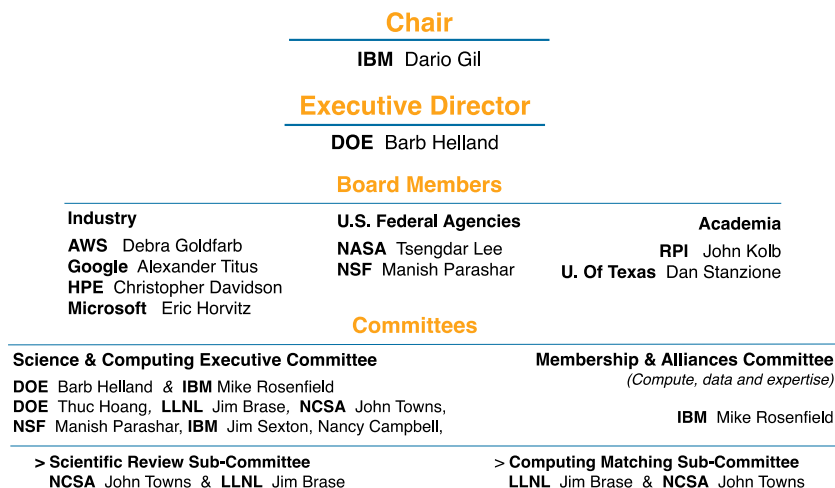 Chair
IBM Dario Gil
Executive Director
DOE Barb Helland
Board Members
Industry
AWS Debra Goldfarb
Google Alexander Titus
HPE Christopher Davidson
Microsoft Eric Horvitz
U.S. Federal Agencies
NASA Tsengdar Lee
NSF Manish Parashar
Academia
RPI John Kolb
U. Of Texas Dan Stanzione
Committees
Science & Computing Executive Committee
DOE Barb Helland & IBM Mike Rosenfield
DOE Thuc Hoang, LLNL Jim Brase, NCSA John Towns,
NSF Manish Parashar, IBM Jim Sexton, Nancy Campbell,
Membership & Alliances Committee
(Compute, data and expertise)
IBM Mike Rosenfield
> Scientific Review Sub-Committee
NCSA John Towns & LLNL Jim Brase
> Computing Matching Sub-Committee
LLNL Jim Brase & NCSA John Towns